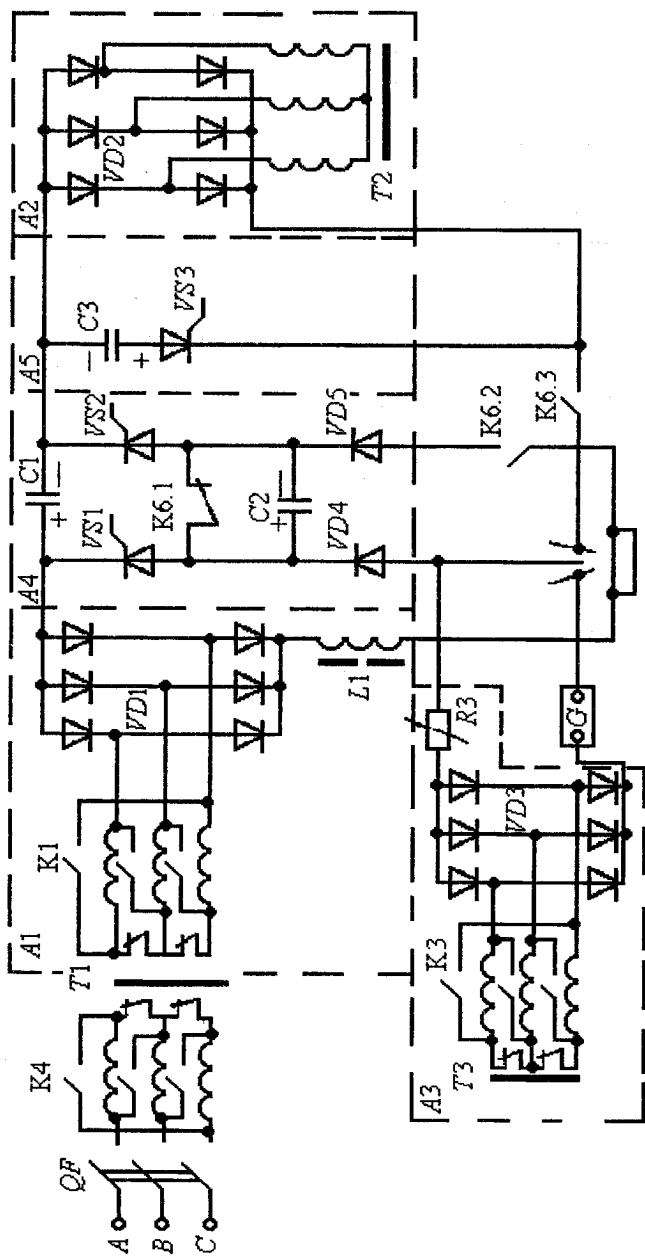 A
B
C
QF
K4
T1
A1
K1
VD1
L1
A4
C1
+
–
VS1
VS2
K6.1
C2
+
–
VD4
VD5
A5
C3
–
+
VS3
A2
VD2
T2
K6.2
K6.3
A3
T3
K3
VD3
R3
G